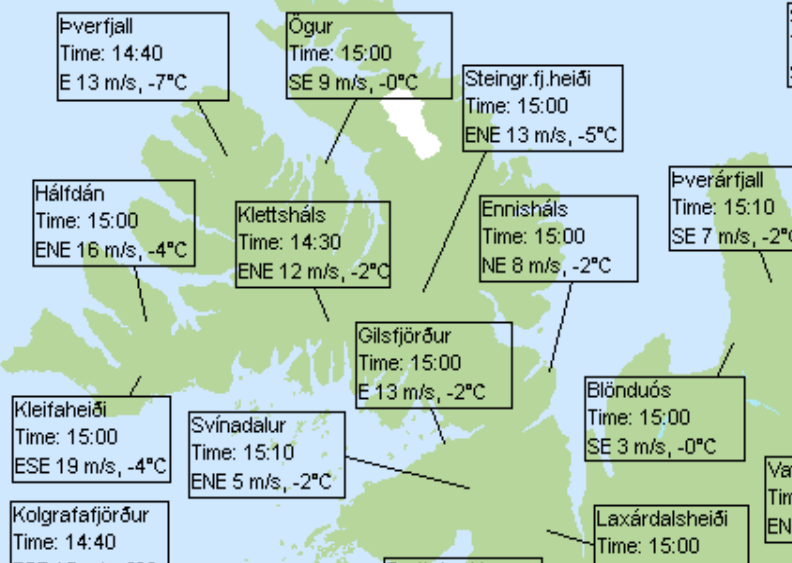 Þverfjall
Time: 14:40
E 13 m/s, -7°C
Ögur
Time: 15:00
SE 9 m/s, -0°C
Steingr.fj.heiði
Time: 15:00
ENE 13 m/s, -5°C
Hálfdán
Time: 15:00
ENE 16 m/s, -4°C
Klettsháls
Time: 14:30
ENE 12 m/s, -2°C
Ennisháls
Time: 15:00
NE 8 m/s, -2°C
Þverárfjall
Time: 15:10
SE 7 m/s, -2°C
Gilsfjörður
Time: 15:00
E 13 m/s, -2°C
Blönduós
Time: 15:00
SE 3 m/s, -0°C
Kleifaheiði
Time: 15:00
ESE 19 m/s, -4°C
Svínadalur
Time: 15:10
ENE 5 m/s, -2°C
Kolgrafafjörður
Time: 14:40
Laxárdalsheiði
Time: 15:00